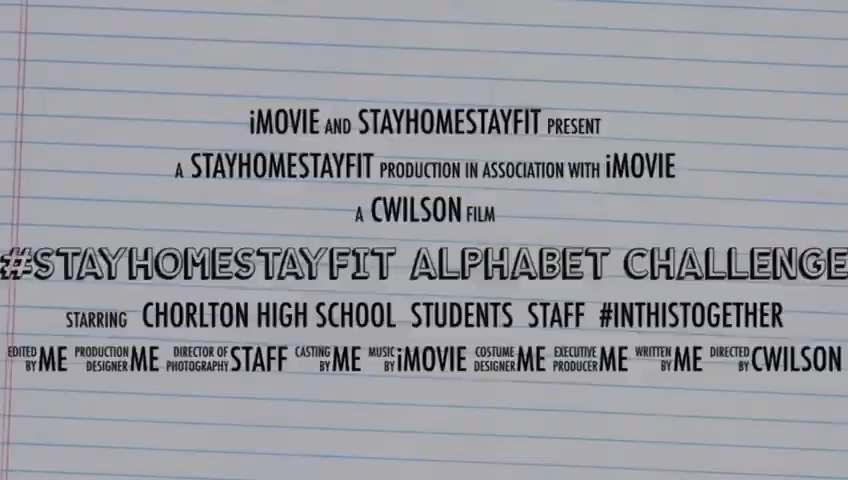 iMOVIE AND STAYHOMESTAYFIT PRESENT
A STAYHOMESTAYFIT PRODUCTION IN ASSOCIATION WITH iMOVIE
A CWILSON FILM
#STAYHOMESTAYFIT ALPHABET CHALLENGE
STARRING CHORLTON HIGH SCHOOL STUDENTS STAFF #INTHISTOGETHER
EDITED BY ME PRODUCTION DESIGNER ME DIRECTOR OF PHOTOGRAPHY STAFF CASTING BY ME MUSIC BY iMOVIE COSTUME DESIGNER ME EXECUTIVE PRODUCER ME WRITTEN BY ME DIRECTED BY CWILSON